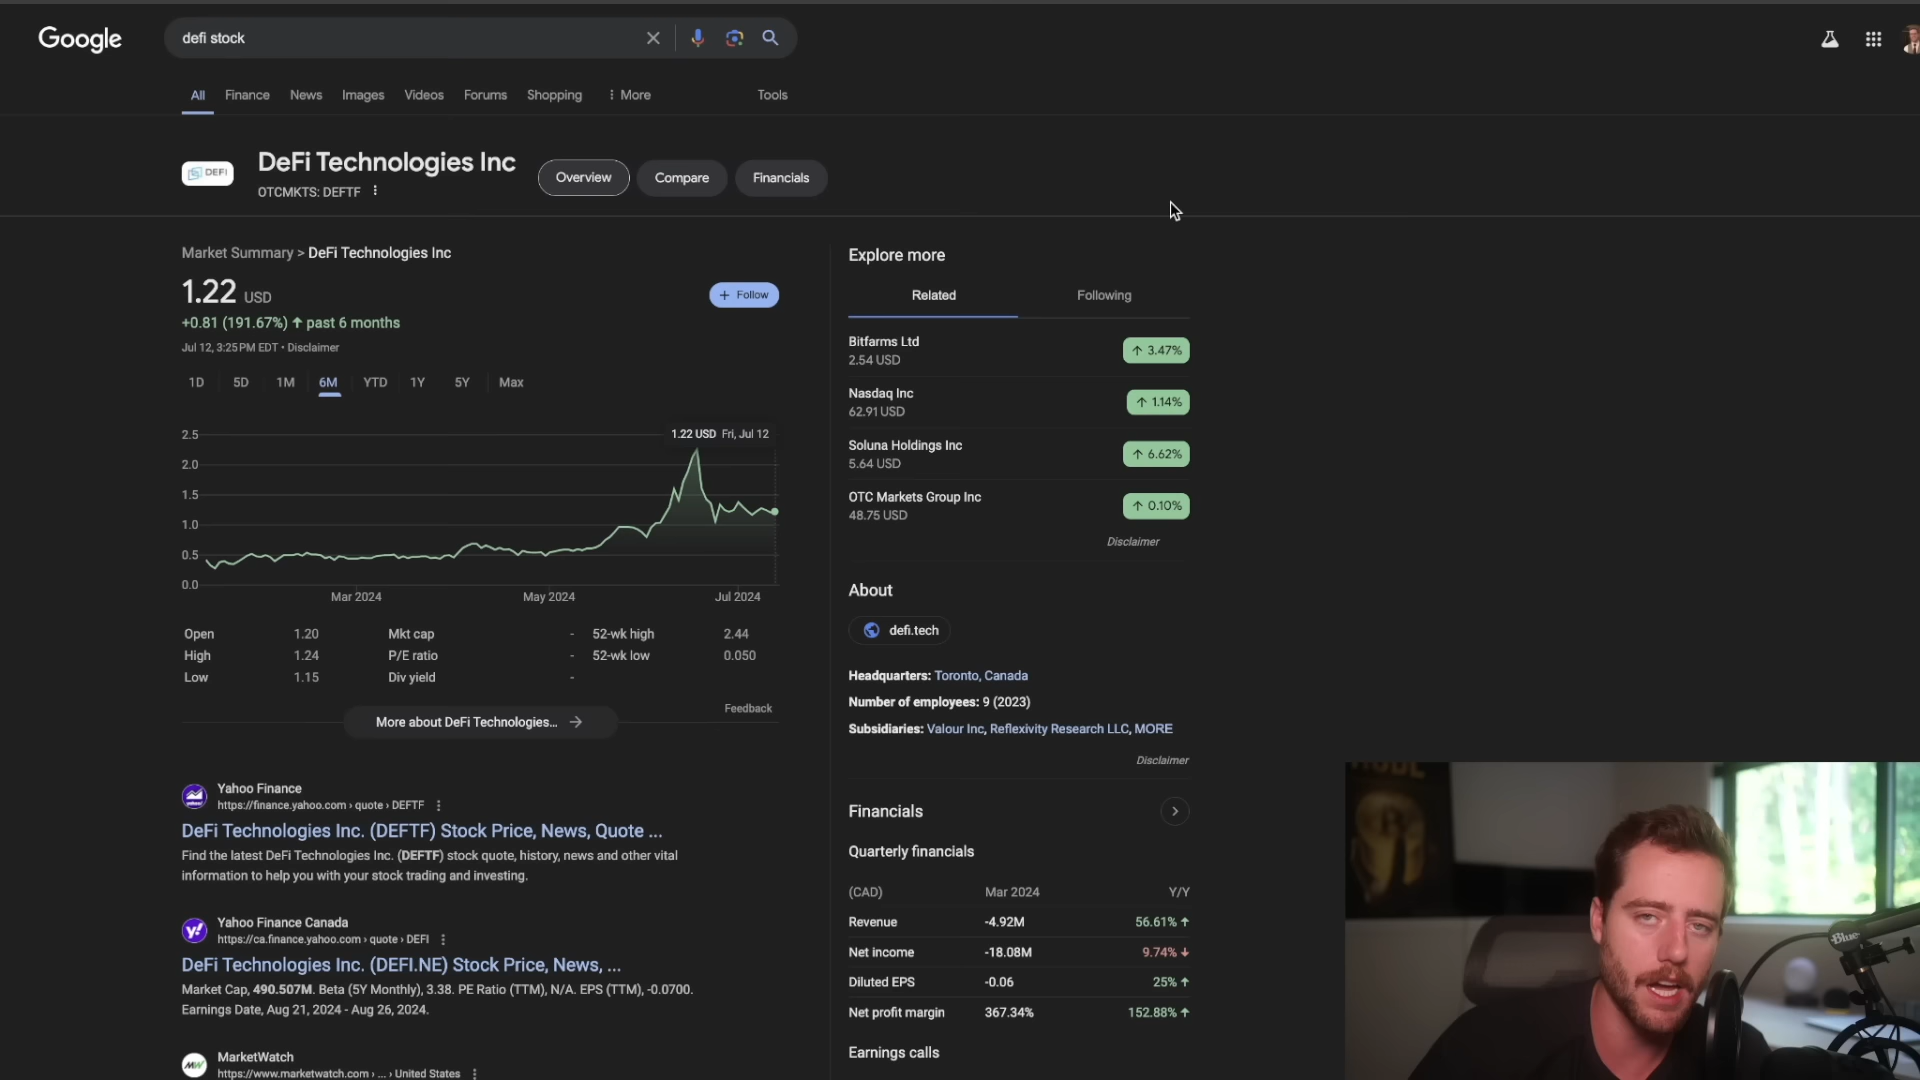 Google
defi stock
All Finance News Images Videos Forums Shopping More Tools
DEFI
DeFi Technologies Inc
OTCMKTS: DEFTF
Overview Compare Financials
Market Summary > DeFi Technologies Inc
1.22 USD
+ Follow
+0.81 (191.67%) ↑ past 6 months
Jul 12, 3:25 PM EDT • Disclaimer
1D 5D 1M 6M YTD 1Y 5Y Max
1.22 USD Fri, Jul 12
2.5
2.0
1.5
1.0
0.5
0.0
Mar 2024 May 2024 Jul 2024
Open 1.20 Mkt cap - 52-wk high 2.44
High 1.24 P/E ratio - 52-wk low 0.050
Low 1.15 Div yield -
Feedback
More about DeFi Technologies... →
Yahoo Finance
https://finance.yahoo.com › quote › DEFTF
DeFi Technologies Inc. (DEFTF) Stock Price, News, Quote ...
Find the latest DeFi Technologies Inc. (DEFTF) stock quote, history, news and other vital
information to help you with your stock trading and investing.
Yahoo Finance Canada
https://ca.finance.yahoo.com › quote › DEFI
DeFi Technologies Inc. (DEFI.NE) Stock Price, News, ...
Market Cap, 490.507M. Beta (5Y Monthly), 3.38. PE Ratio (TTM), N/A. EPS (TTM), -0.0700.
Earnings Date, Aug 21, 2024 - Aug 26, 2024.
MarketWatch
https://www.marketwatch.com › ... › United States
Explore more
Related Following
Bitfarms Ltd
2.54 USD
↑ 3.47%
Nasdaq Inc
62.91 USD
↑ 1.14%
Soluna Holdings Inc
5.64 USD
↑ 6.62%
OTC Markets Group Inc
48.75 USD
↑ 0.10%
Disclaimer
About
defi.tech
Headquarters: Toronto, Canada
Number of employees: 9 (2023)
Subsidiaries: Valour Inc, Reflexivity Research LLC, MORE
Disclaimer
Financials
Quarterly financials
(CAD) Mar 2024 Y/Y
Revenue -4.92M 56.61% ↑
Net income -18.08M 9.74% ↓
Diluted EPS -0.06 25% ↑
Net profit margin 367.34% 152.88% ↑
Earnings calls
Blue